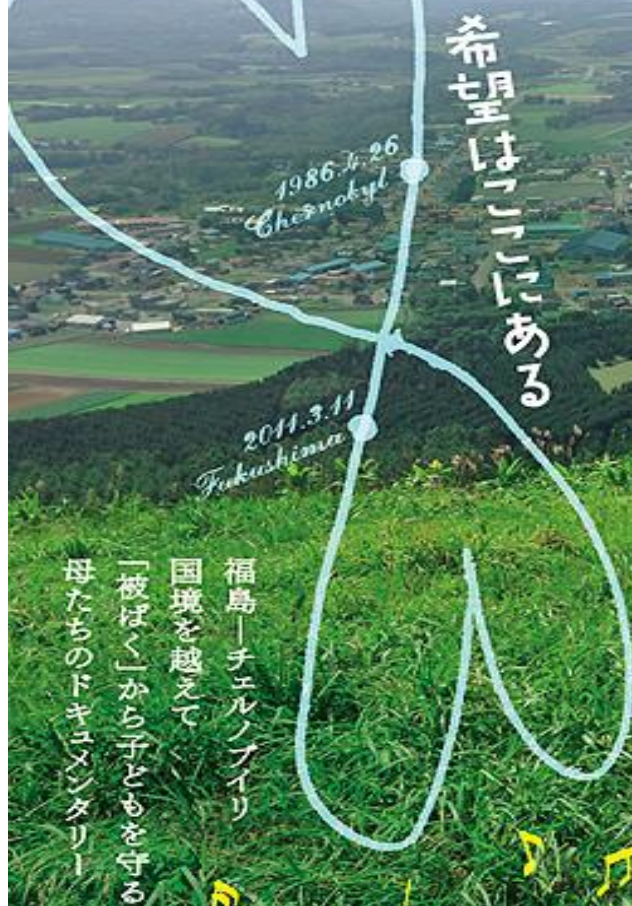 希望はここにある
1986.4.26
Chernobyl
2011.3.11
Fukushima
福島―チェルノブイリ
国境を越えて
「被ばく」から子どもを守る
母たちのドキュメンタリー